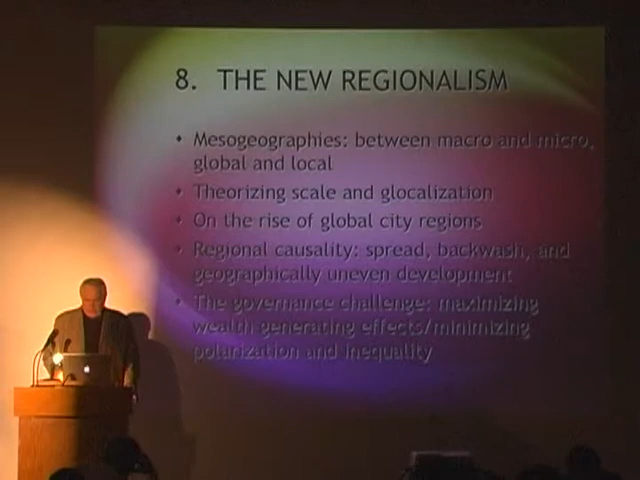 8. THE NEW REGIONALISM
• Mesogeographies: between macro and micro,
global and local
• Theorizing scale and glocalization
• On the rise of global city regions
• Regional causality: spread, backwash, and
geographically uneven development
• The governance challenge: maximizing
wealth generating effects/minimizing
polarization and inequality